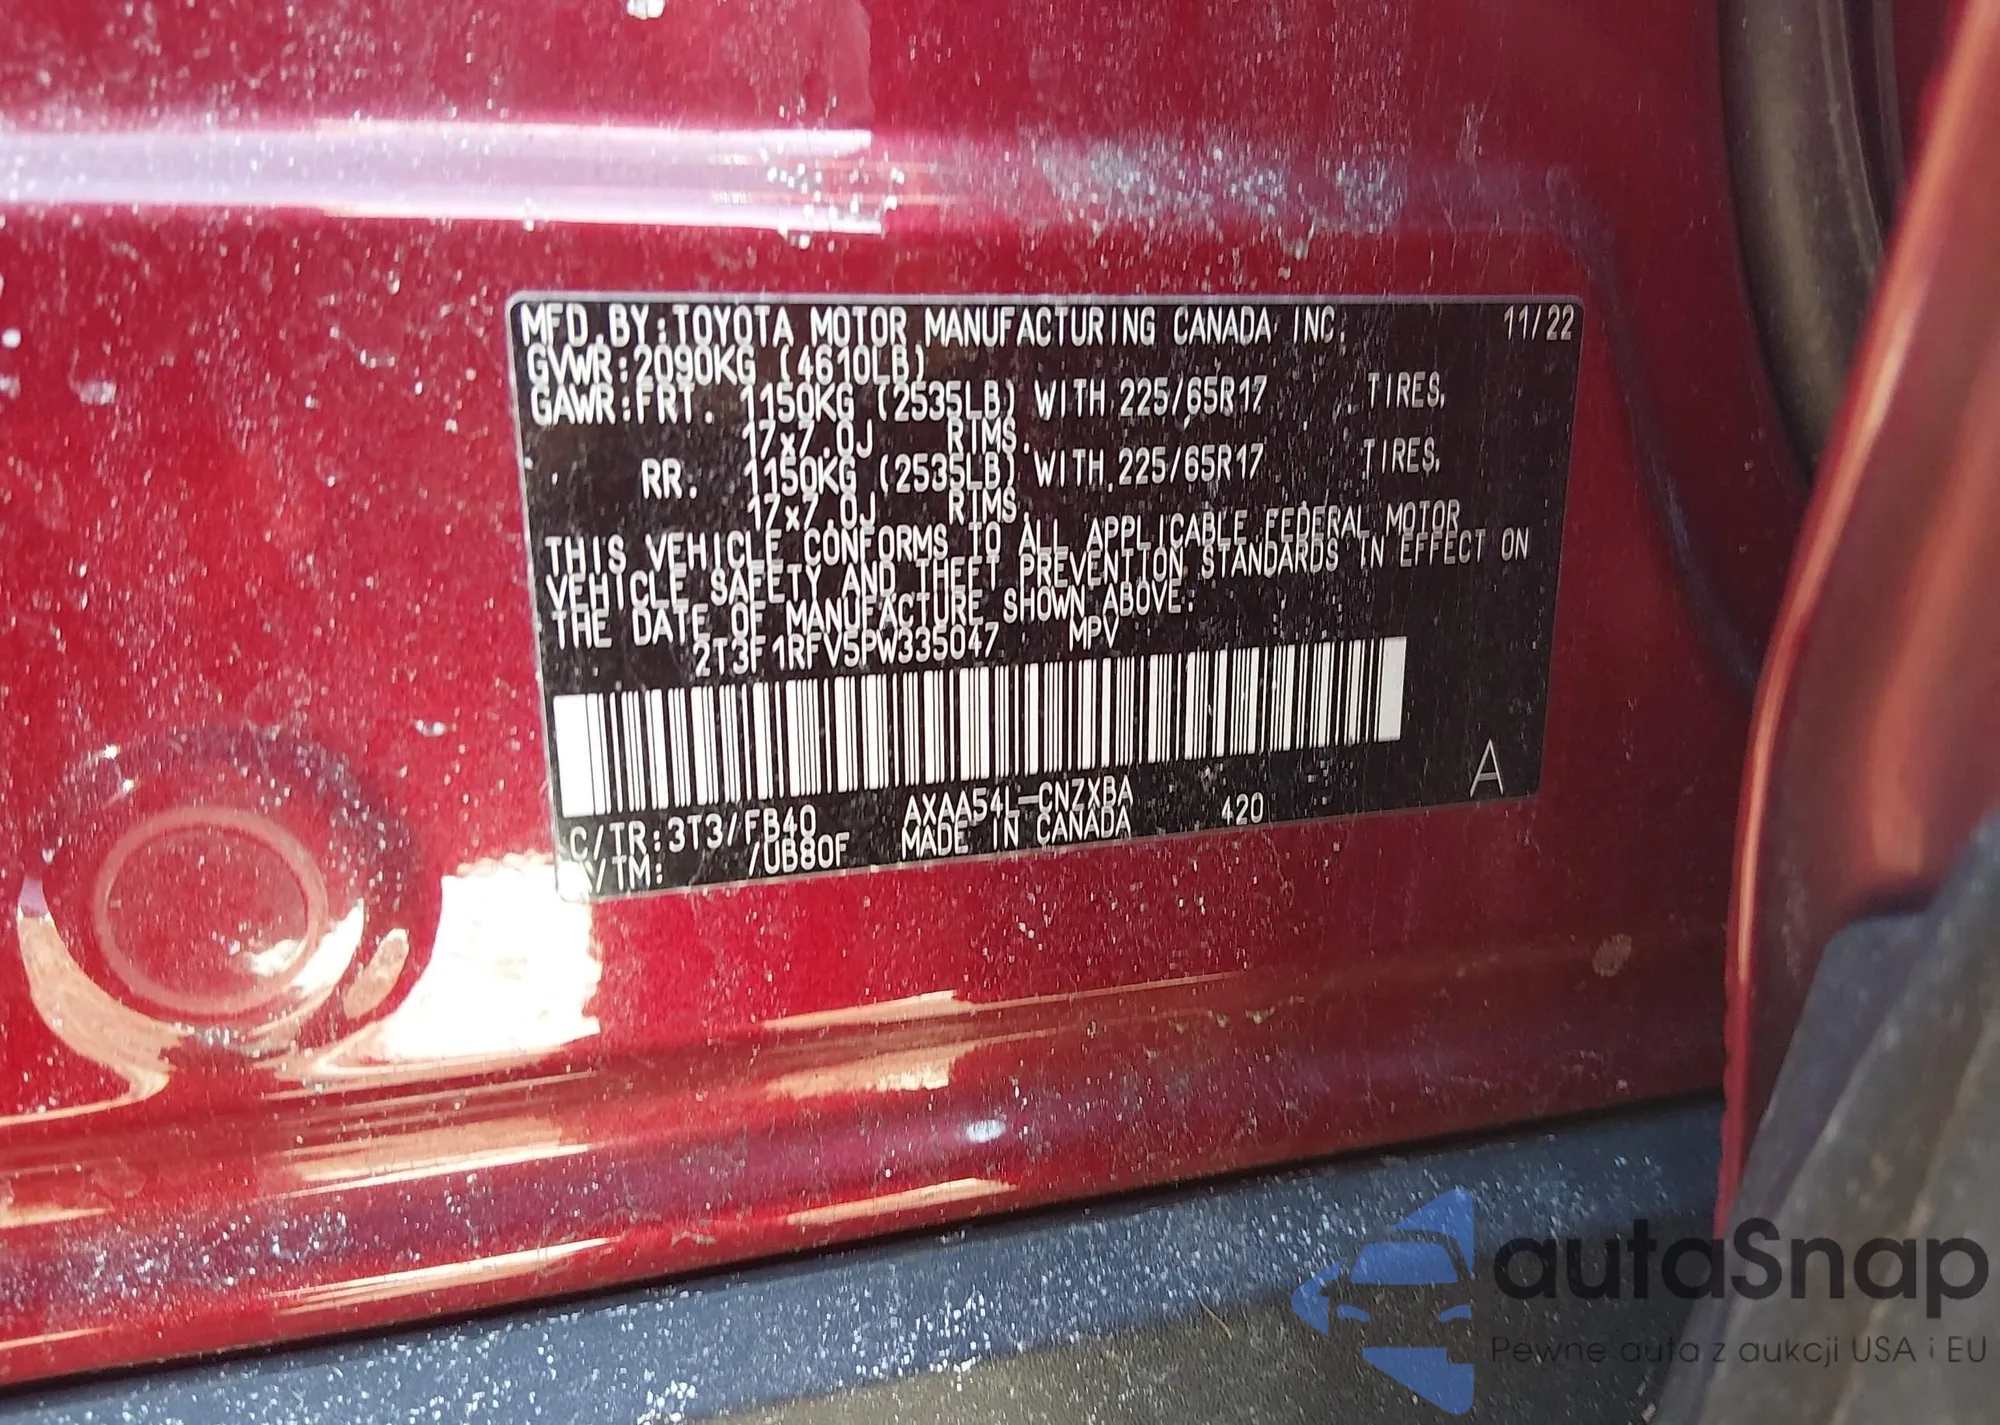 MFD.BY:TOYOTA MOTOR MANUFACTURING CANADA INC. 11/22
GVWR:2090KG (4610LB)
GAWR:FRT. 1150KG (2535LB) WITH 225/65R17 TIRES,
17x7.0J RIMS.
RR. 1150KG (2535LB) WITH 225/65R17 TIRES,
17x7.0J RIMS.
THIS VEHICLE CONFORMS TO ALL APPLICABLE FEDERAL MOTOR
VEHICLE SAFETY AND THEFT PREVENTION STANDARDS IN EFFECT ON
THE DATE OF MANUFACTURE SHOWN ABOVE.
2T3F1RFV5PW335047 MPV
C/TR:3T3/FB40 AXAA54L-CNZXBA 420 A
/TM: /UB80F MADE IN CANADA
autaSnap
Pewne auta z aukcji USA i EU